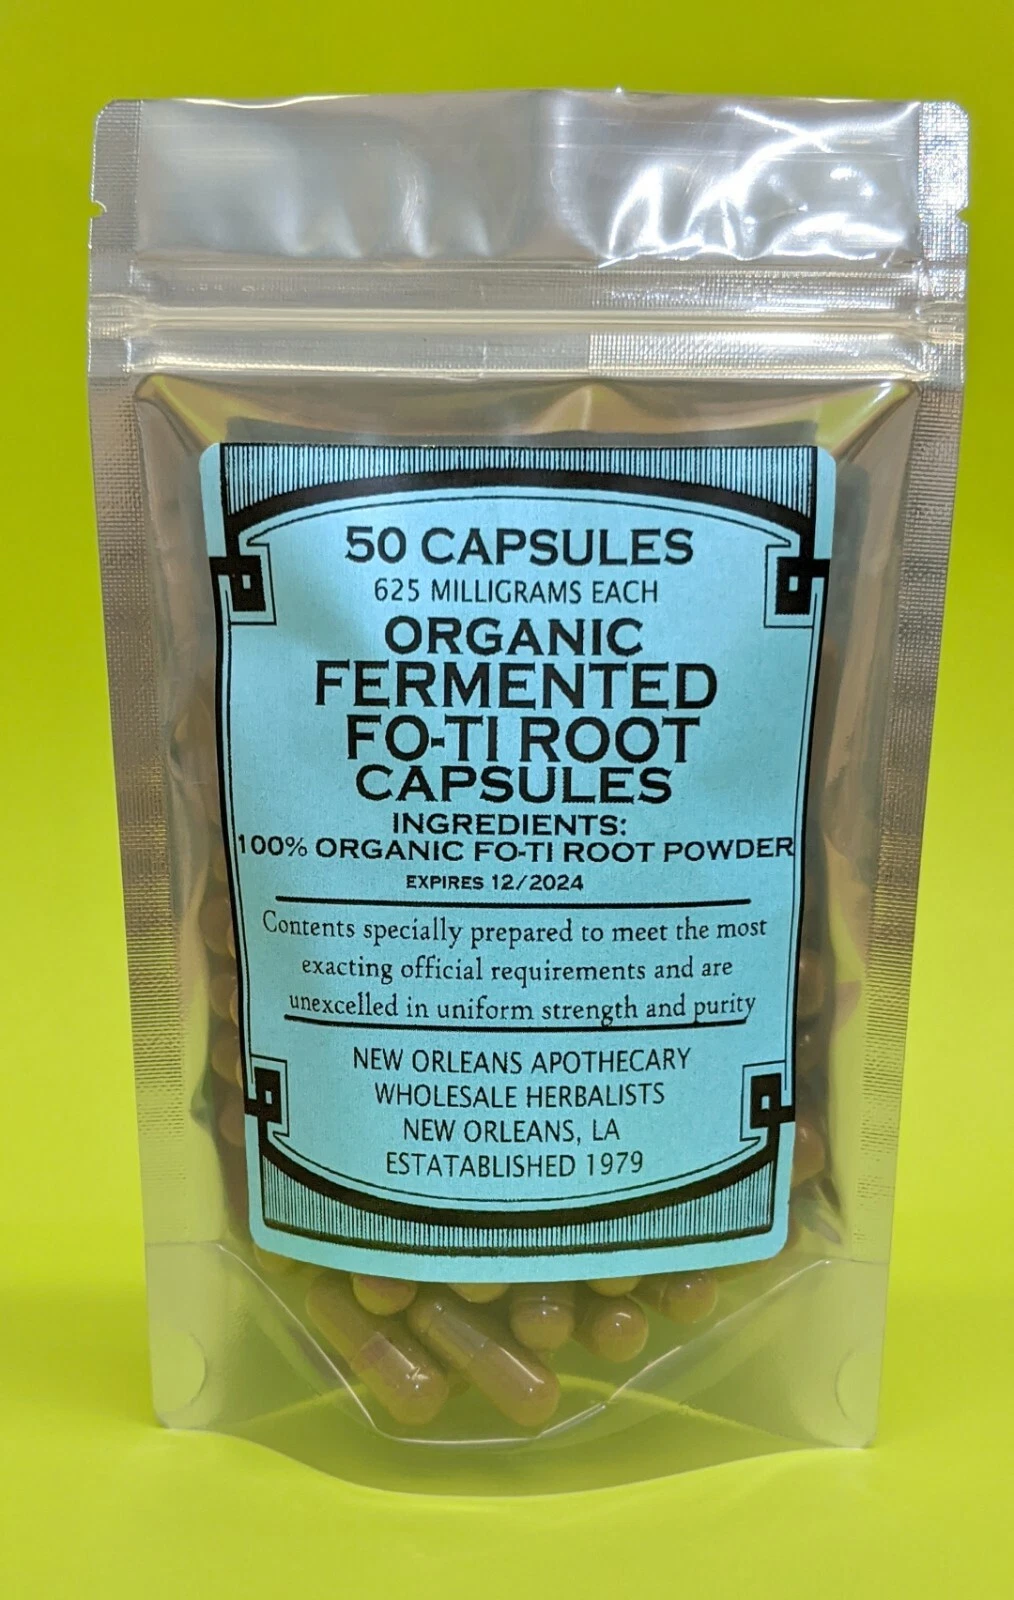 50 CAPSULES
625 MILLIGRAMS EACH
ORGANIC
FERMENTED
FO-TI ROOT
CAPSULES
INGREDIENTS:
100% ORGANIC FO-TI ROOT POWDER
EXPIRES 12/2024
Contents specially prepared to meet the most
exacting official requirements and are
unexcelled in uniform strength and purity
NEW ORLEANS APOTHECARY
WHOLESALE HERBALISTS
NEW ORLEANS, LA
ESTATABLISHED 1979